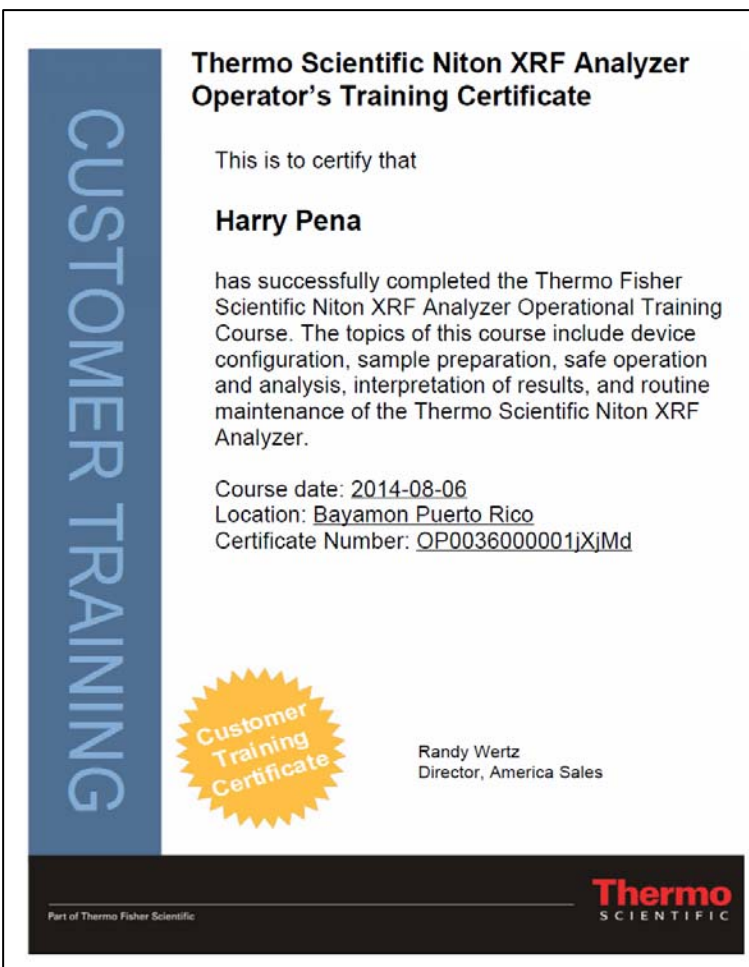 CUSTOMER TRAINING
Thermo Scientific Niton XRF Analyzer
Operator’s Training Certificate
This is to certify that
Harry Pena
has successfully completed the Thermo Fisher
Scientific Niton XRF Analyzer Operational Training
Course. The topics of this course include device
configuration, sample preparation, safe operation
and analysis, interpretation of results, and routine
maintenance of the Thermo Scientific Niton XRF
Analyzer.
Course date: 2014-08-06
Location: Bayamon Puerto Rico
Certificate Number: OP0036000001jXjMd
Customer
Training
Certificate
Randy Wertz
Director, America Sales
Part of Thermo Fisher Scientific
Thermo
SCIENTIFIC